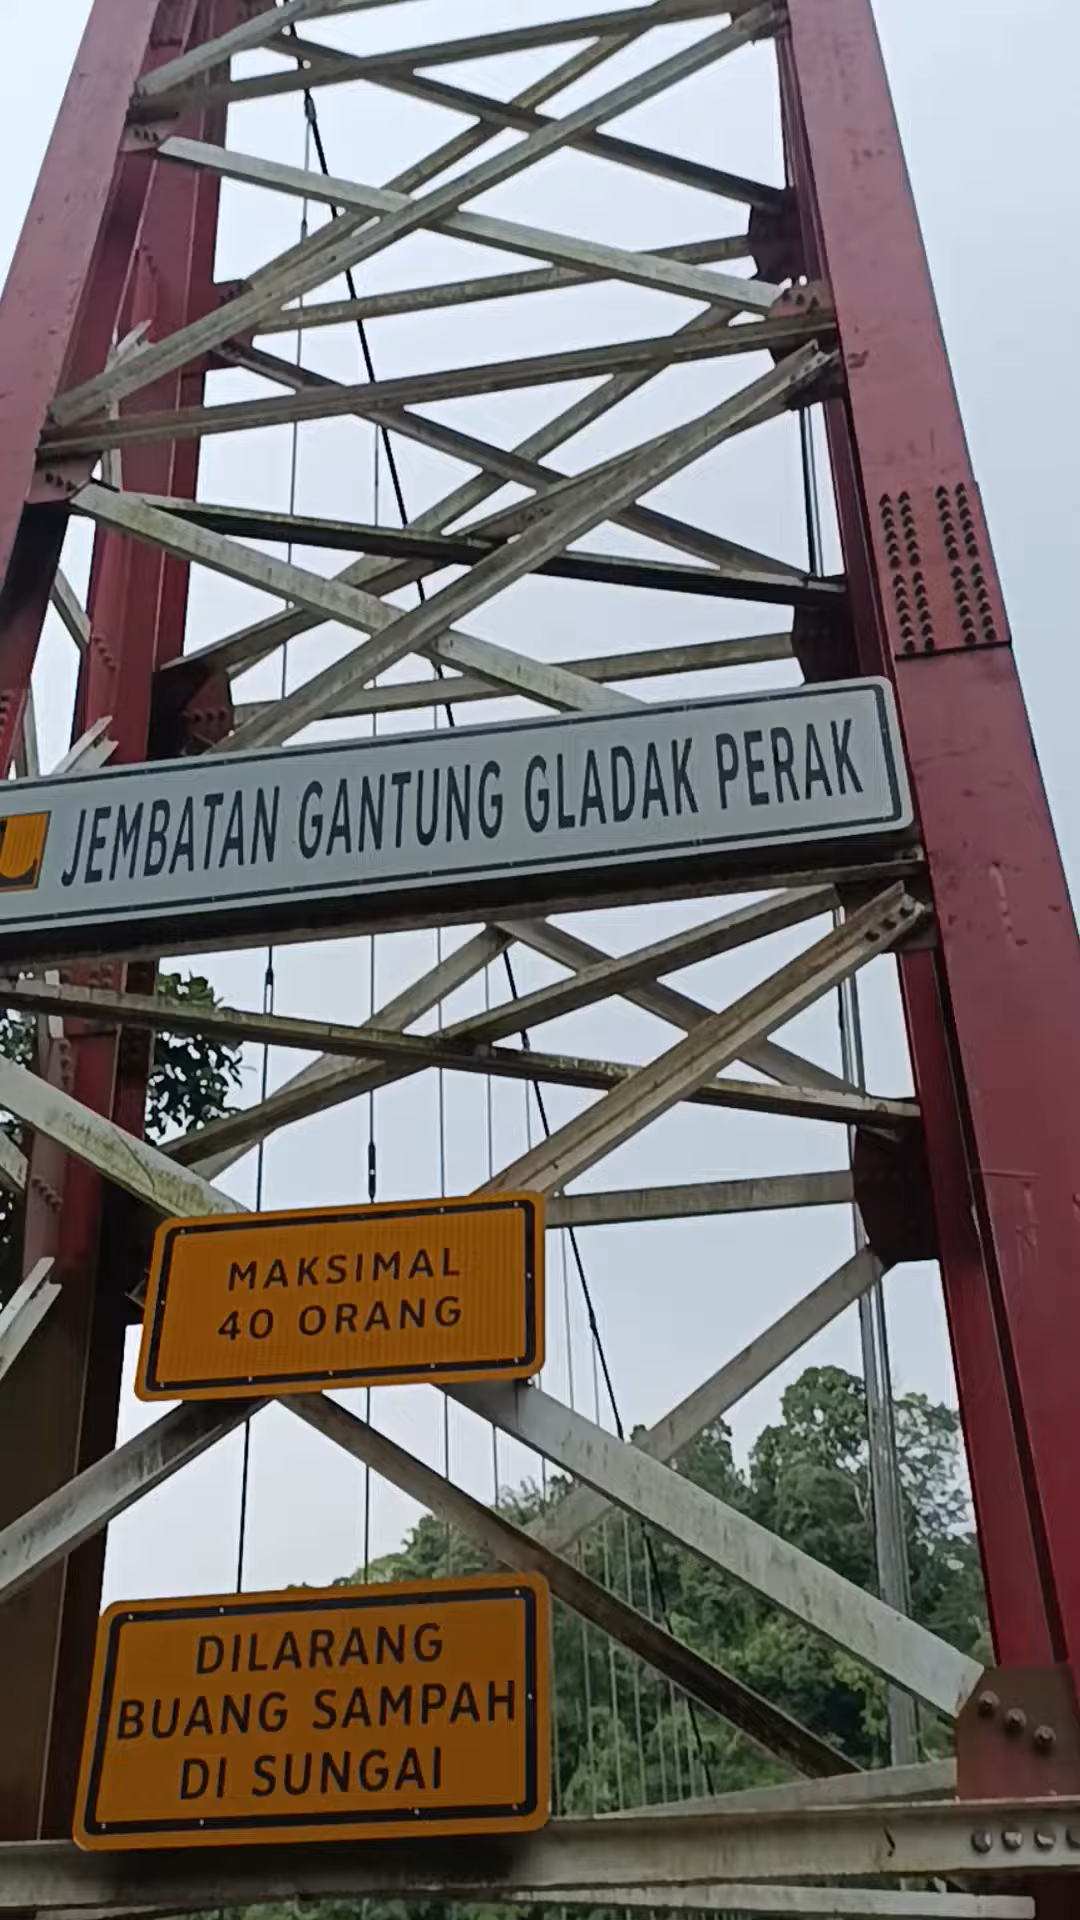 JEMBATAN GANTUNG GLADAK PERAK
MAKSIMAL
40 ORANG
DILARANG
BUANG SAMPAH
DI SUNGAI